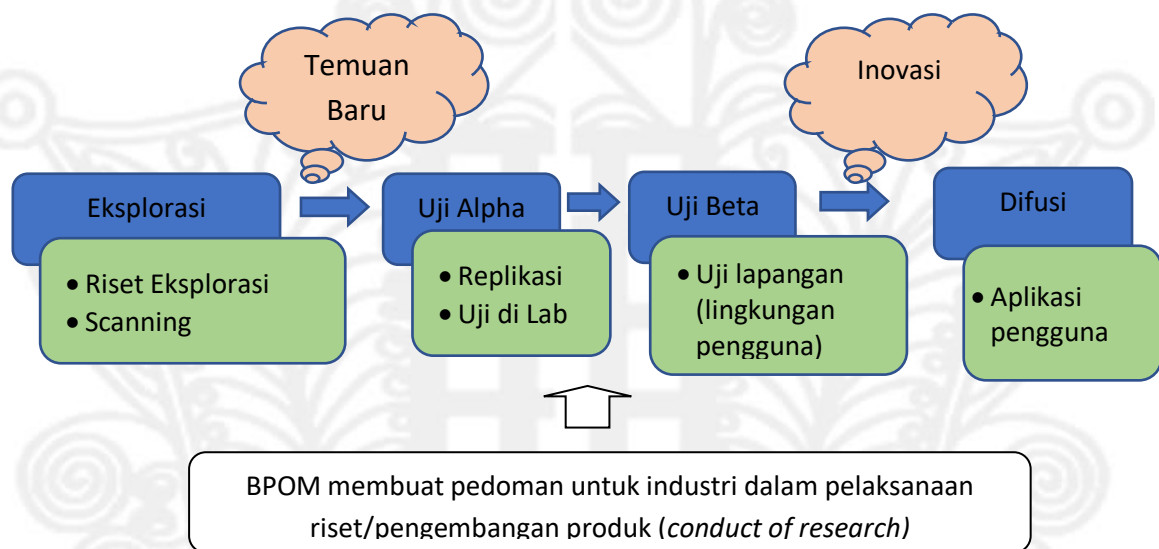 Temuan
Baru
Inovasi
Eksplorasi
• Riset Eksplorasi
• Scanning
Uji Alpha
• Replikasi
• Uji di Lab
Uji Beta
• Uji lapangan
(lingkungan
pengguna)
Difusi
• Aplikasi
pengguna
BPOM membuat pedoman untuk industri dalam pelaksanaan
riset/pengembangan produk (conduct of research)